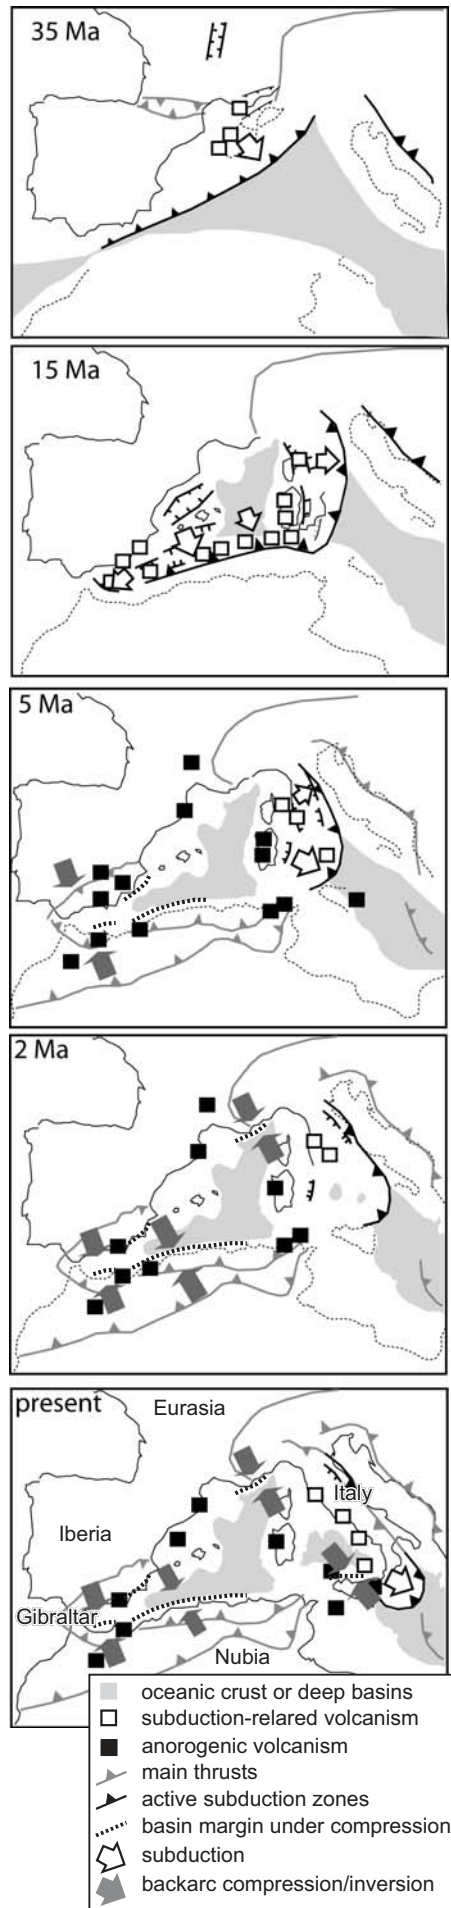 35 Ma
15 Ma
5 Ma
2 Ma
present
Eurasia
Italy
Iberia
Gibraltar
Nubia
oceanic crust or deep basins
subduction-relared volcanism
anorogenic volcanism
main thrusts
active subduction zones
basin margin under compression
subduction
backarc compression/inversion